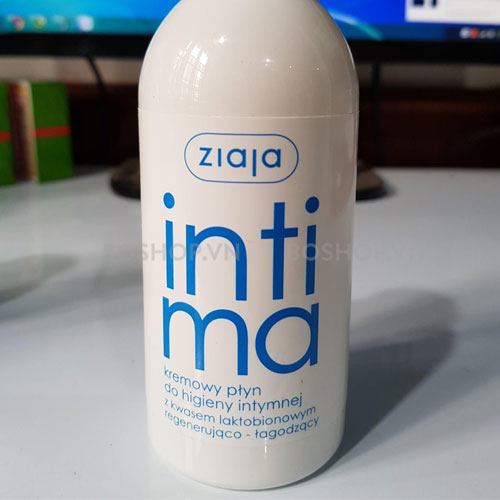 ziaja
inti
ma
kremowy płyn
do higieny intymnej
z kwasem laktobionowym
regenerująco - łagodzący